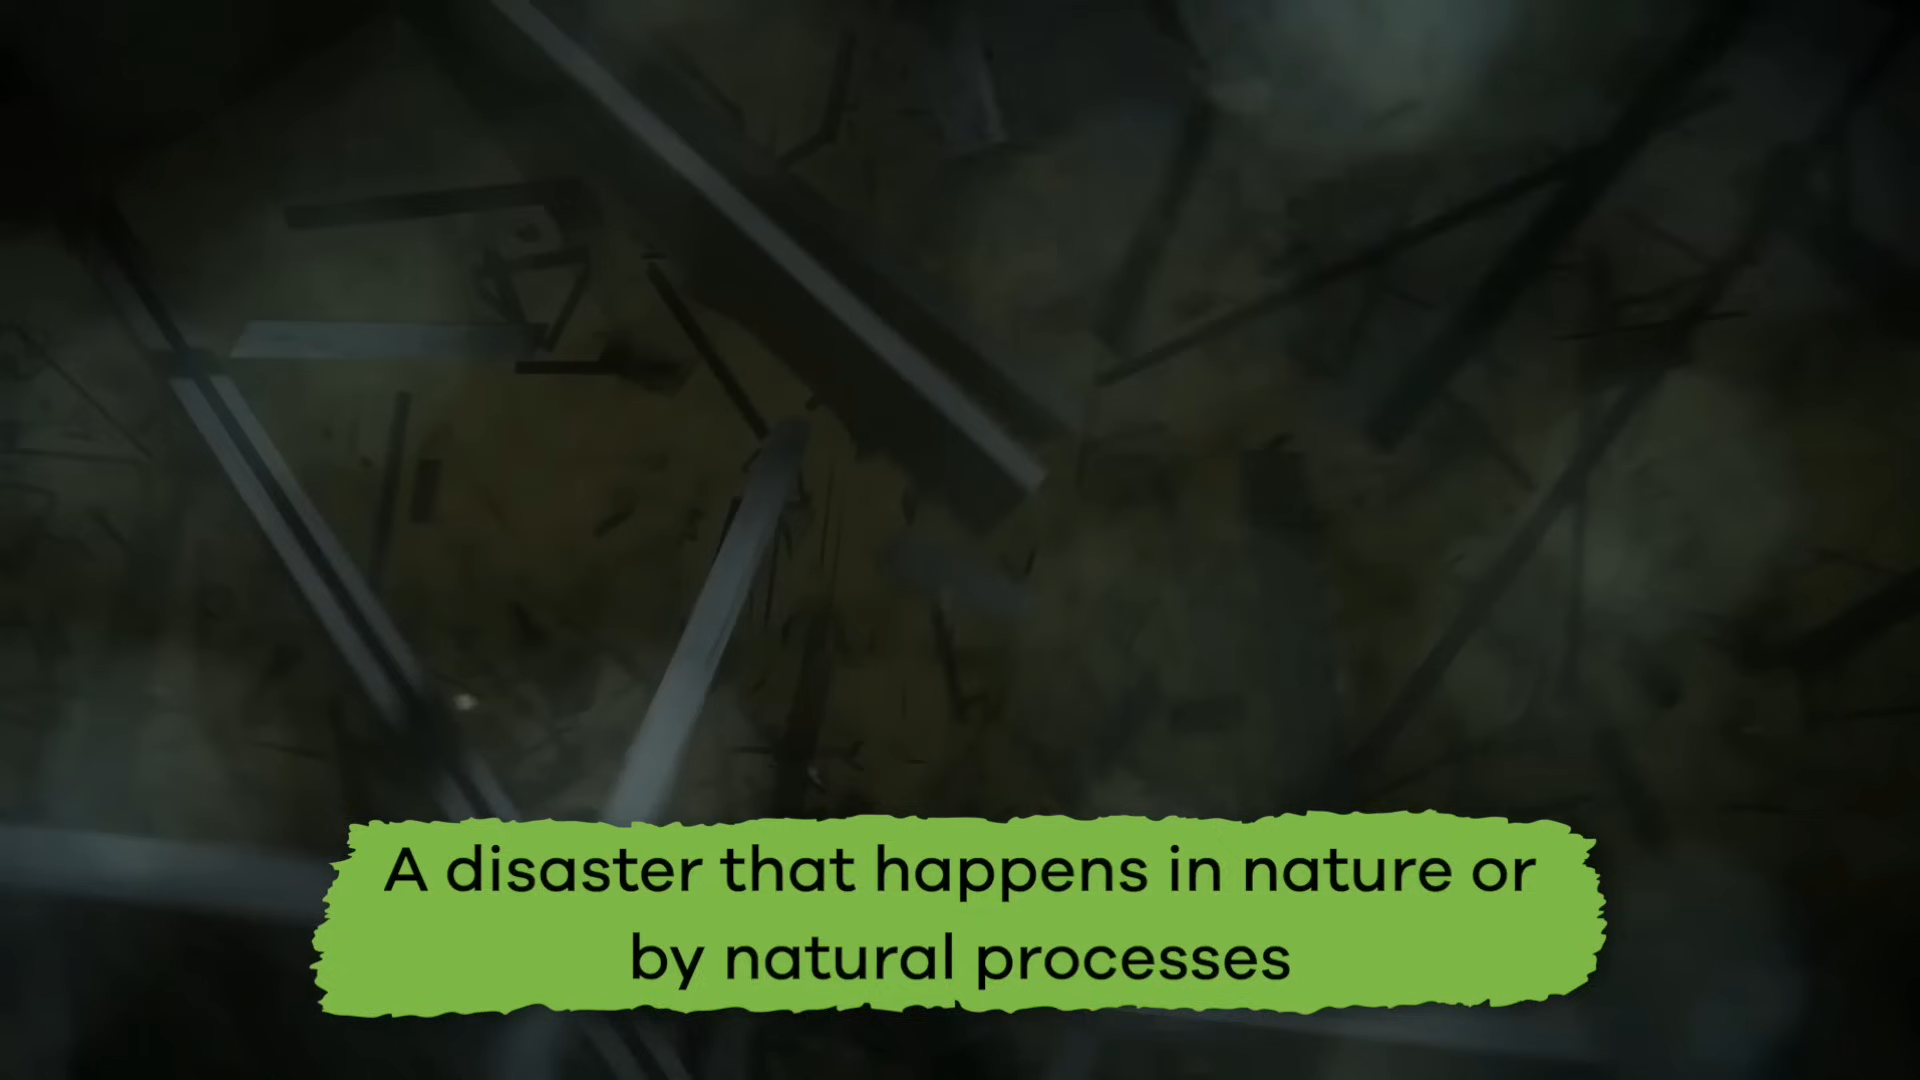 A disaster that happens in nature or
by natural processes